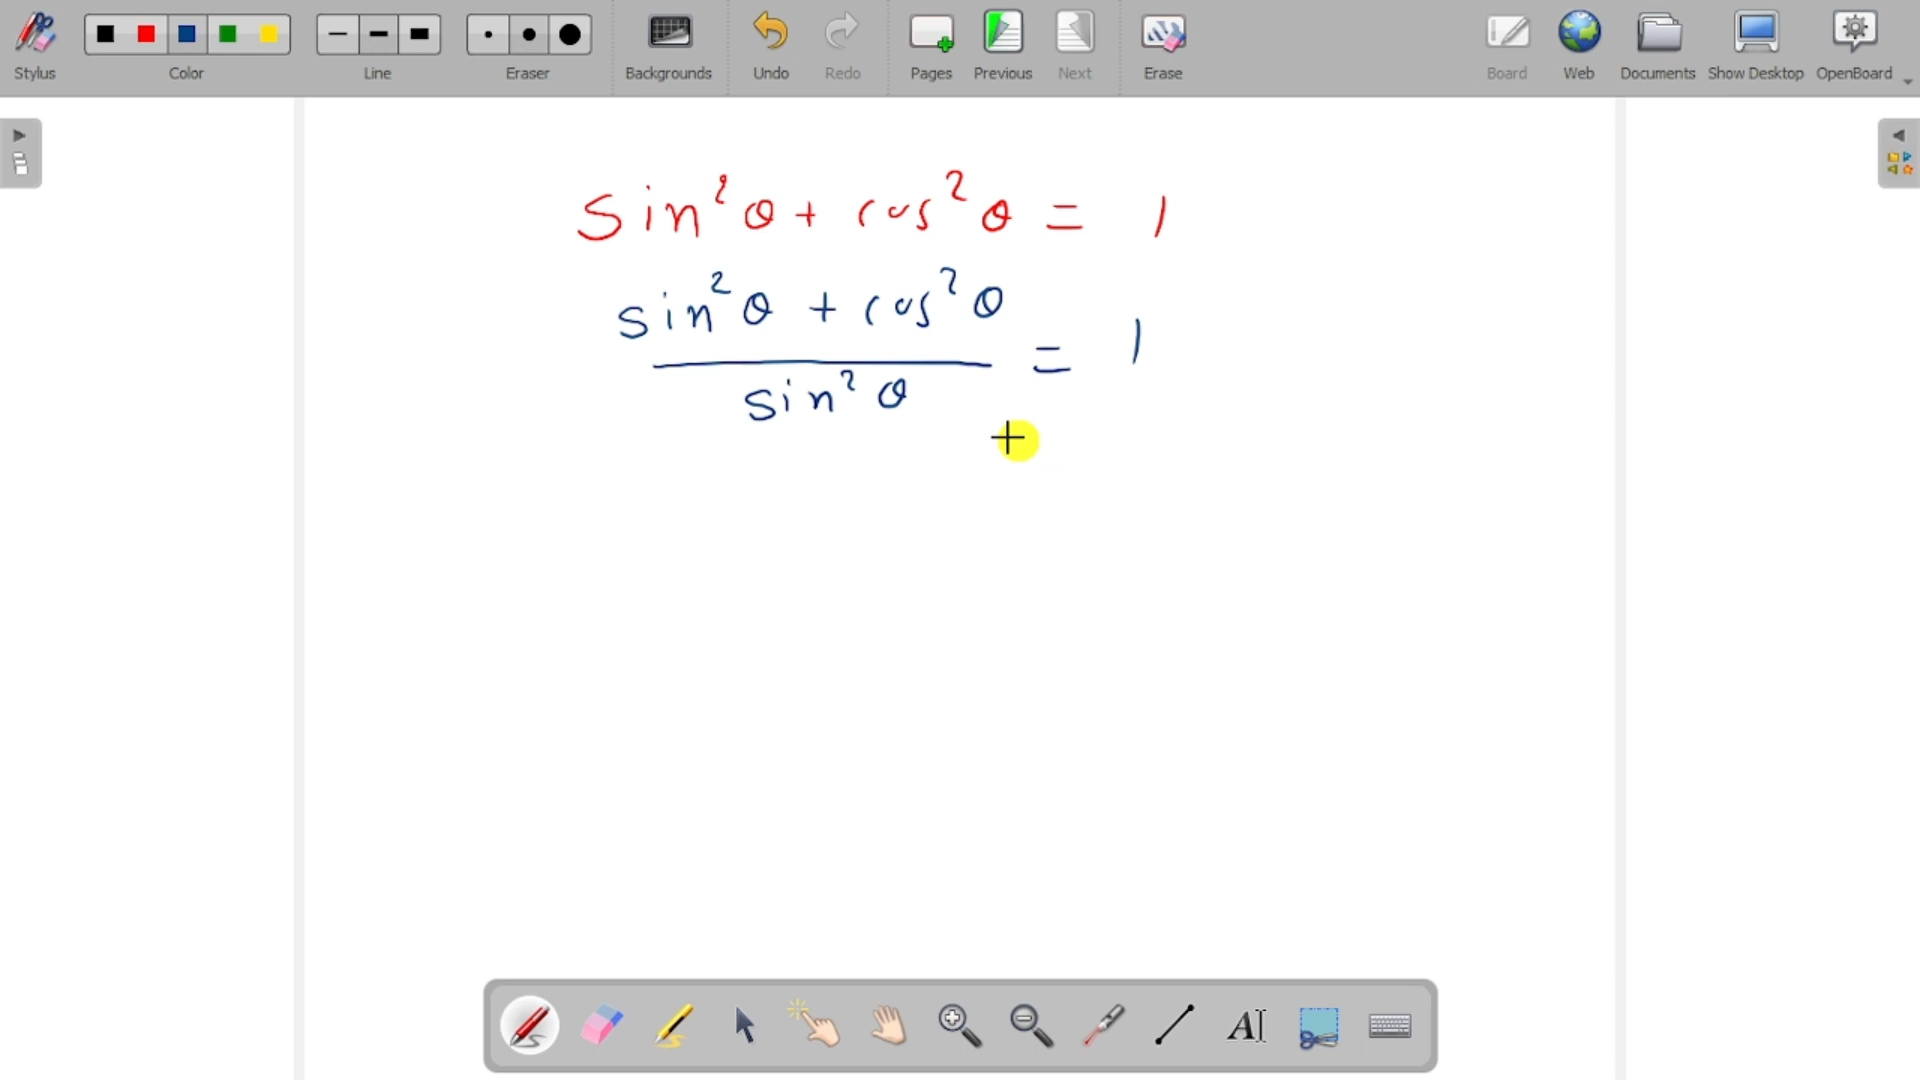 Stylus Color Line Eraser Backgrounds Undo Redo Pages Previous Next Erase Board Web Documents Show Desktop OpenBoard
sin²θ + cos²θ = 1
sin²θ + cos²θ
= 1
sin²θ
AI